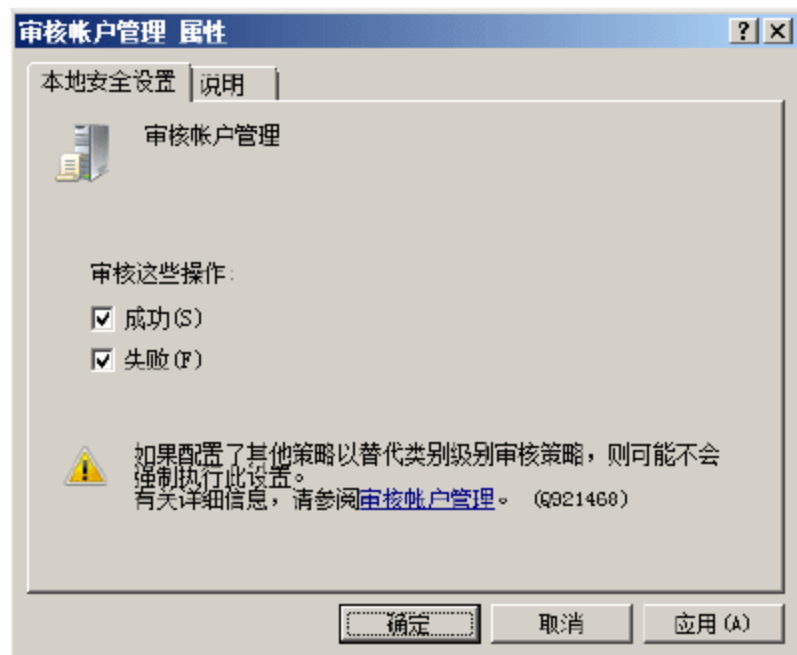 审核帐户管理 属性
本地安全设置
说明
审核帐户管理
审核这些操作:
成功(S)
失败(F)
如果配置了其他策略以替代类别级别审核策略，则可能不会
强制执行此设置。
有关详细信息，请参阅审核帐户管理。 (Q921468)
确定
取消
应用(A)